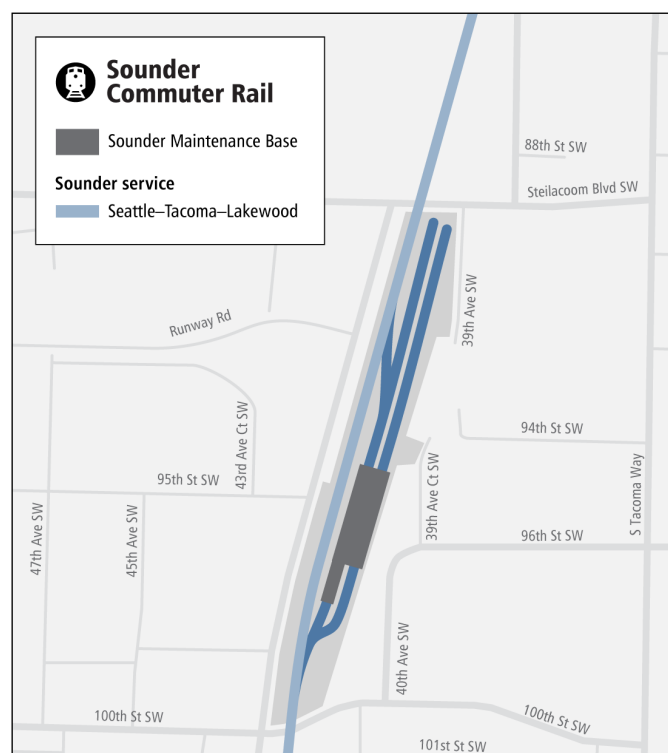 Sounder
Commuter Rail
Sounder Maintenance Base
Sounder service
Seattle–Tacoma–Lakewood
88th St SW
Steilacoom Blvd SW
Runway Rd
39th Ave SW
43rd Ave Ct SW
94th St SW
95th St SW
39th Ave Ct SW
S Tacoma Way
47th Ave SW
45th Ave SW
96th St SW
40th Ave SW
100th St SW
100th St SW
101st St SW